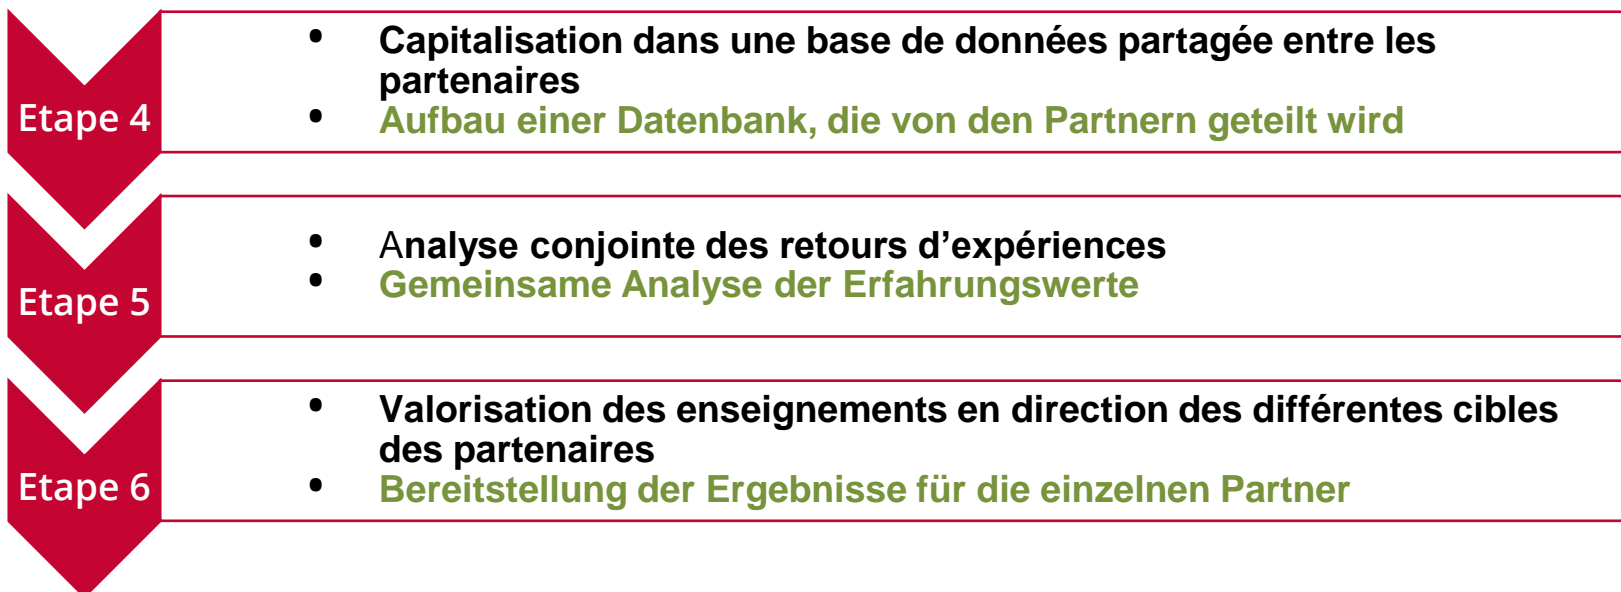 Etape 4
• Capitalisation dans une base de données partagée entre les
partenaires
• Aufbau einer Datenbank, die von den Partnern geteilt wird
Etape 5
• Analyse conjointe des retours d’expériences
• Gemeinsame Analyse der Erfahrungswerte
Etape 6
• Valorisation des enseignements en direction des différentes cibles
des partenaires
• Bereitstellung der Ergebnisse für die einzelnen Partner